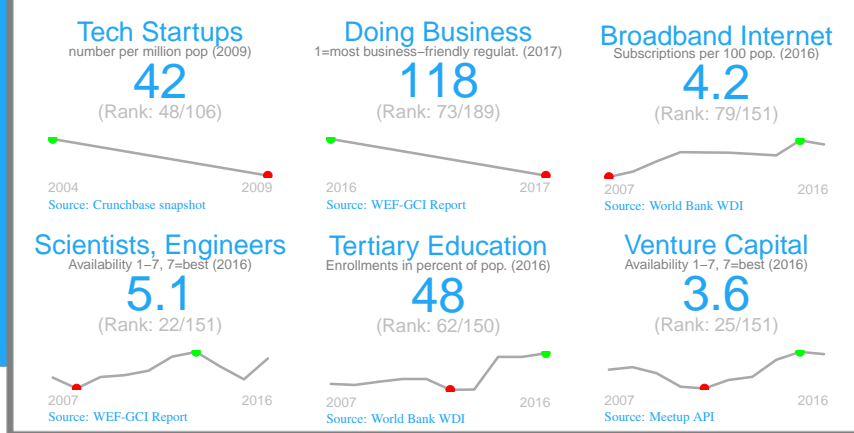 Tech Startups
number per million pop (2009)
42
(Rank: 48/106)
2004 2009
Source: Crunchbase snapshot
Doing Business
1=most business−friendly regulat. (2017)
118
(Rank: 73/189)
2016 2017
Source: WEF-GCI Report
Broadband Internet
Subscriptions per 100 pop. (2016)
4.2
(Rank: 79/151)
2007 2016
Source: World Bank WDI
Scientists, Engineers
Availability 1−7, 7=best (2016)
5.1
(Rank: 22/151)
2007 2016
Source: WEF-GCI Report
Tertiary Education
Enrollments in percent of pop. (2016)
48
(Rank: 62/150)
2007 2016
Source: World Bank WDI
Venture Capital
Availability 1−7, 7=best (2016)
3.6
(Rank: 25/151)
2007 2016
Source: Meetup API